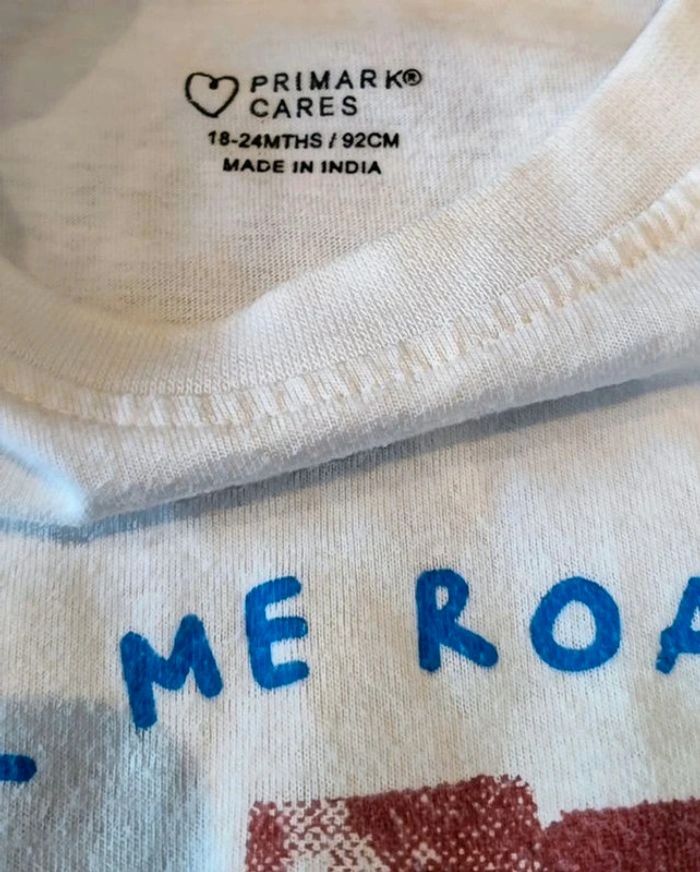 PRIMARK®
CARES
18-24MTHS / 92CM
MADE IN INDIA
ME ROA